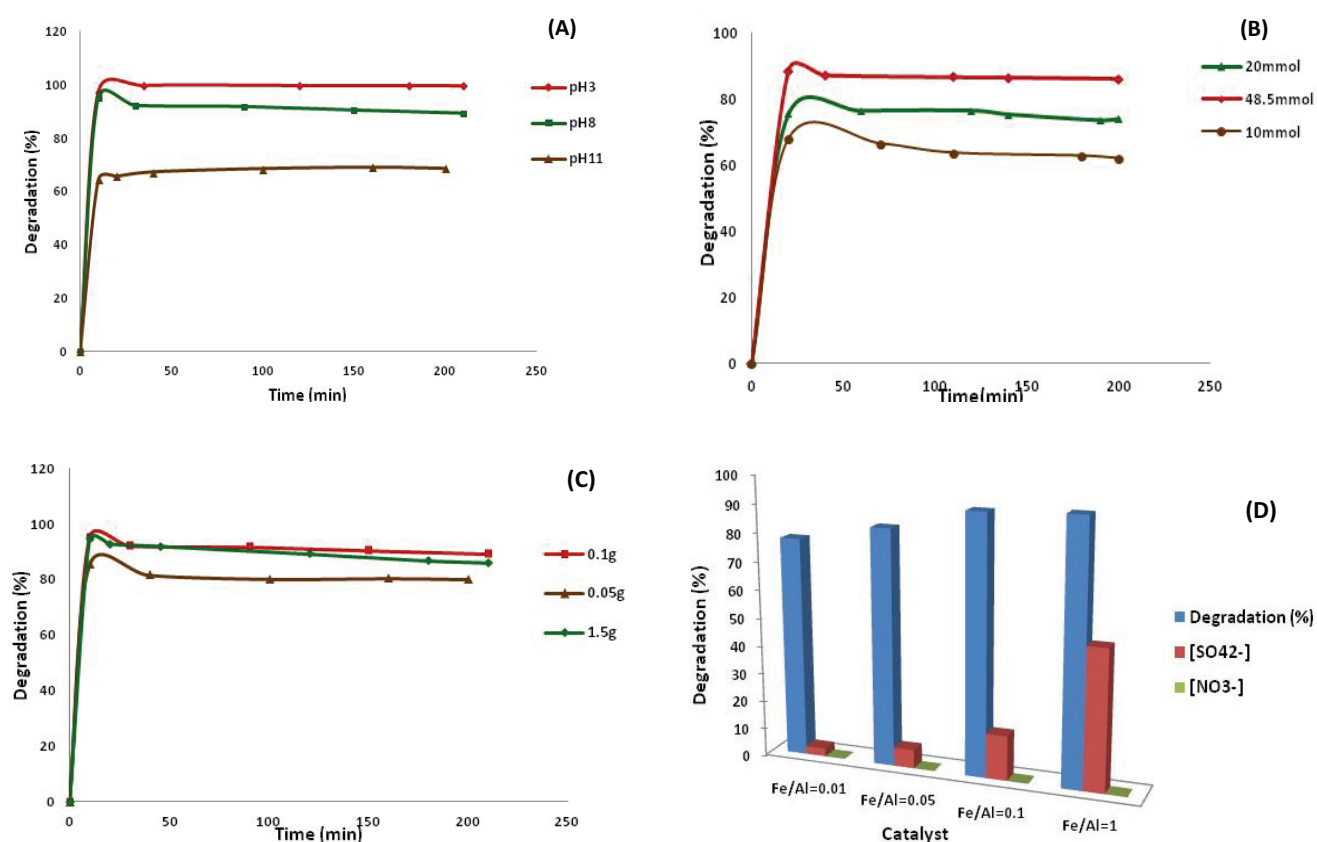 (A)
120
100
80
60
40
20
0
Degradation (%)
0 50 100 150 200 250
Time (min)
pH3
pH8
pH11
(B)
100
80
60
40
20
0
Degradation (%)
0 50 100 150 200 250
Time(min)
20mmol
48.5mmol
10mmol
(C)
120
100
80
60
40
20
0
Degradation (%)
0 100 200
Time (min)
0.1g
0.05g
1.5g
(D)
100
90
80
70
60
50
40
30
20
10
0
Degradation (%)
Fe/Al=0.01 Fe/Al=0.05 Fe/Al=0.1 Fe/Al=1
Catalyst
Degradation (%)
[SO42-]
[NO3-]